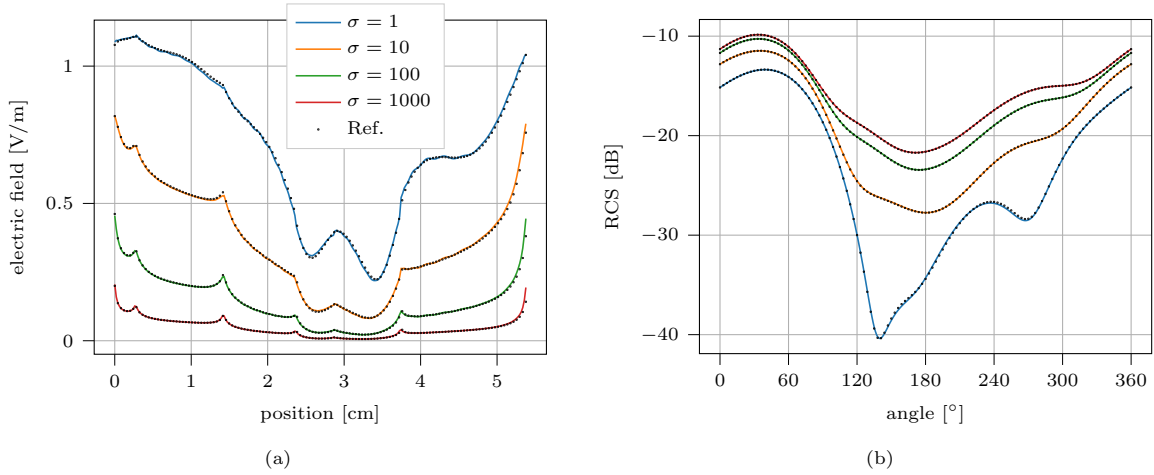 σ = 1
σ = 10
σ = 100
σ = 1000
Ref.
electric field [V/m]
1
0.5
0
0 1 2 3 4 5
position [cm]
(a)
RCS [dB]
−10
−20
−30
−40
0 60 120 180 240 300 360
angle [°]
(b)